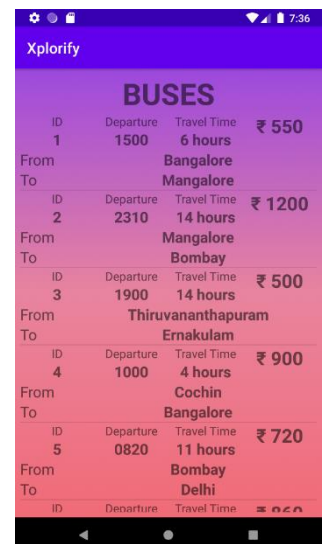 7:36
Xplorify
BUSES
ID Departure Travel Time ₹ 550
1 1500 6 hours
From Bangalore
To Mangalore
ID Departure Travel Time ₹ 1200
2 2310 14 hours
From Mangalore
To Bombay
ID Departure Travel Time ₹ 500
3 1900 14 hours
From Thiruvananthapuram
To Ernakulam
ID Departure Travel Time ₹ 900
4 1000 4 hours
From Cochin
To Bangalore
ID Departure Travel Time ₹ 720
5 0820 11 hours
From Bombay
To Delhi
ID Departure Travel Time